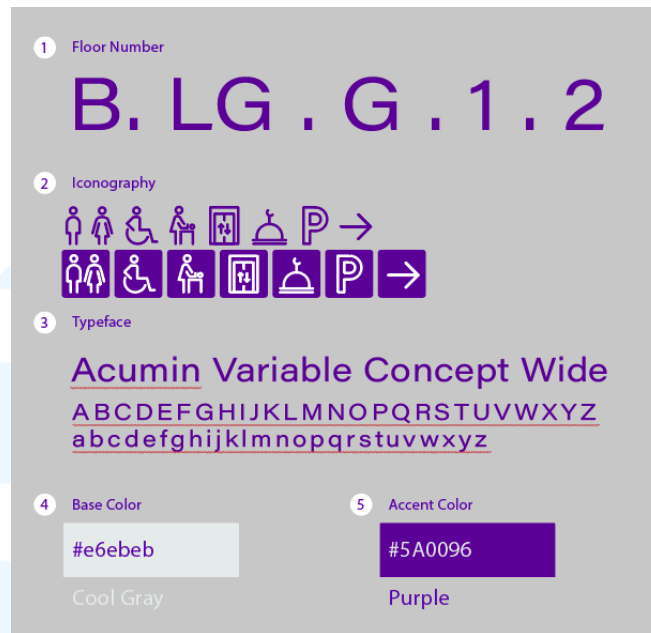 1 Floor Number
B. LG . G . 1 . 2
2 Iconography
P
P
3 Typeface
Acumin Variable Concept Wide
ABCDEFGHIJKLMNOPQRSTUVWXYZ
abcdefghijklmnopqrstuvwxyz
4 Base Color
#e6ebeb
Cool Gray
5 Accent Color
#5A0096
Purple